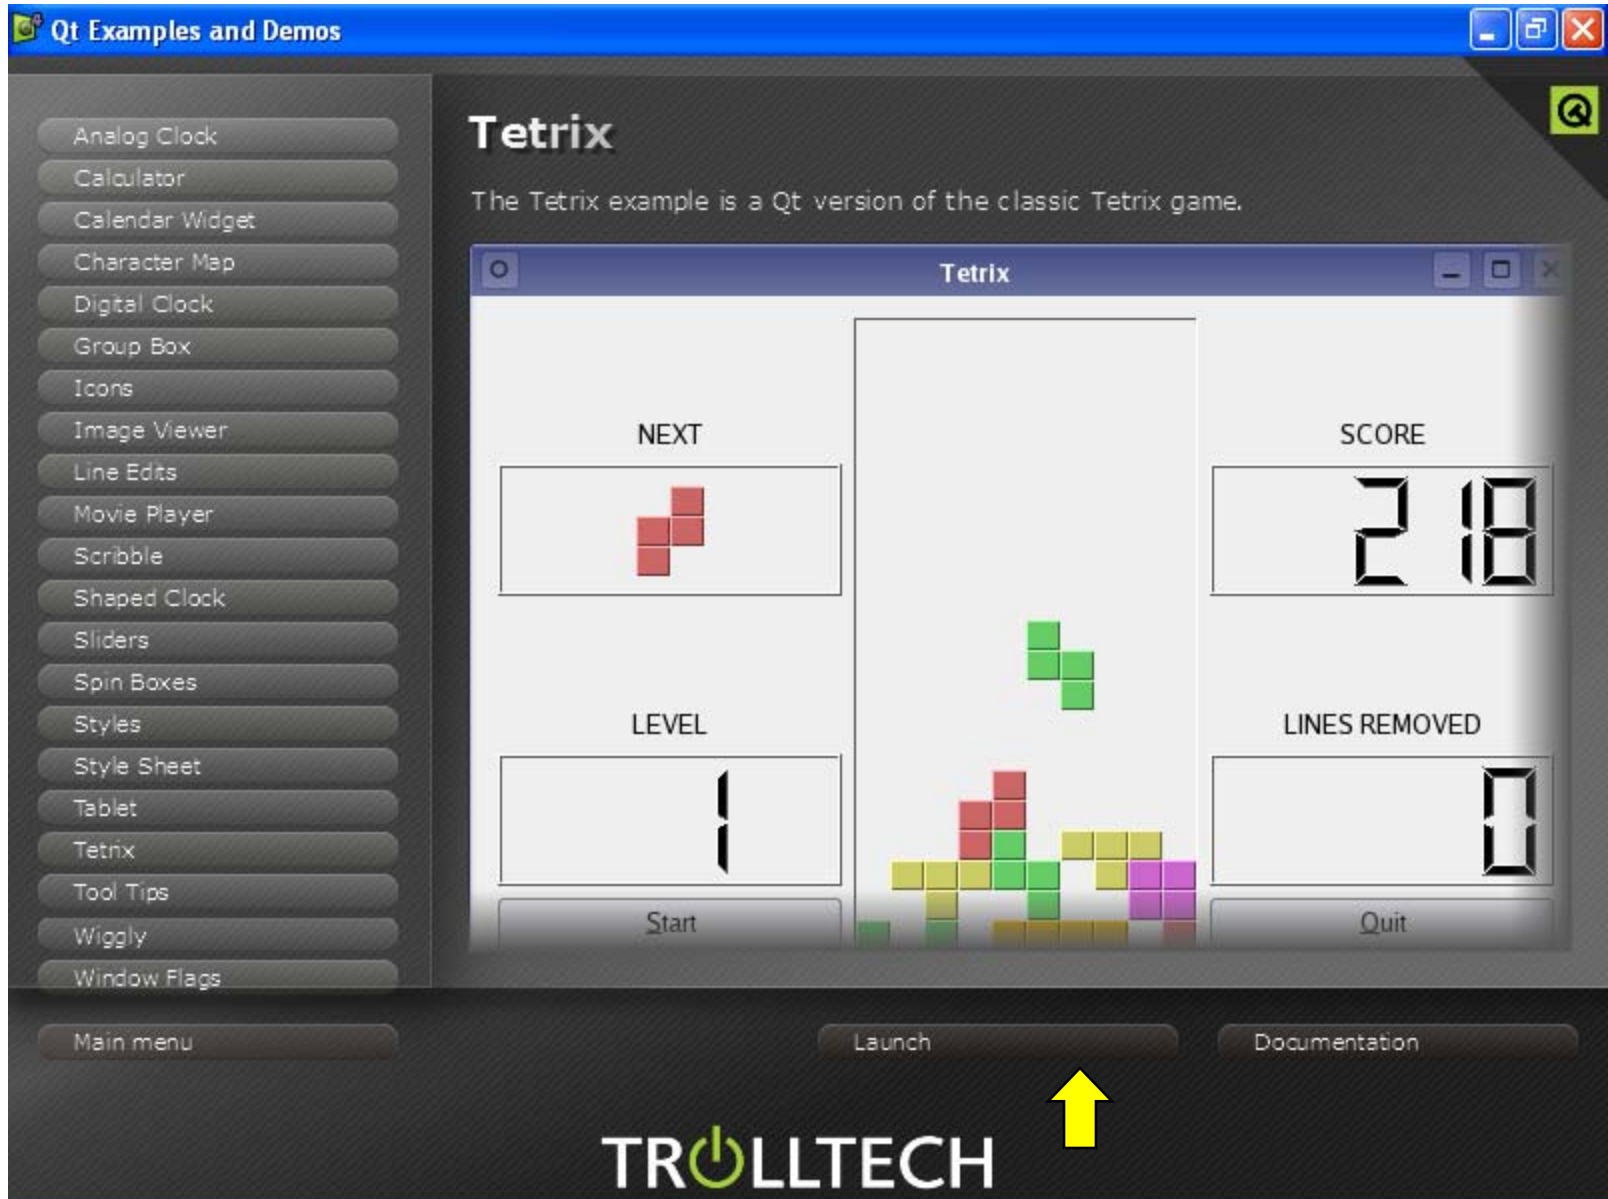 Qt Examples and Demos
Analog Clock
Calculator
Calendar Widget
Character Map
Digital Clock
Group Box
Icons
Image Viewer
Line Edits
Movie Player
Scribble
Shaped Clock
Sliders
Spin Boxes
Styles
Style Sheet
Tablet
Tetrix
Tool Tips
Wiggly
Window Flags
Main menu
Tetrix
The Tetrix example is a Qt version of the classic Tetrix game.
Tetrix
NEXT
SCORE
218
LEVEL
LINES REMOVED
1
0
Start
Quit
Launch
Documentation
TROLLTECH